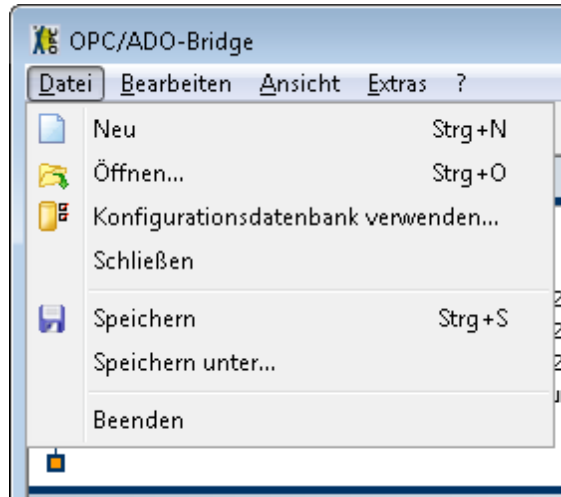 OPC/ADO-Bridge
Datei Bearbeiten Ansicht Extras ?
Neu Strg+N
Öffnen... Strg+O
Konfigurationsdatenbank verwenden...
Schließen
Speichern Strg+S
Speichern unter...
Beenden